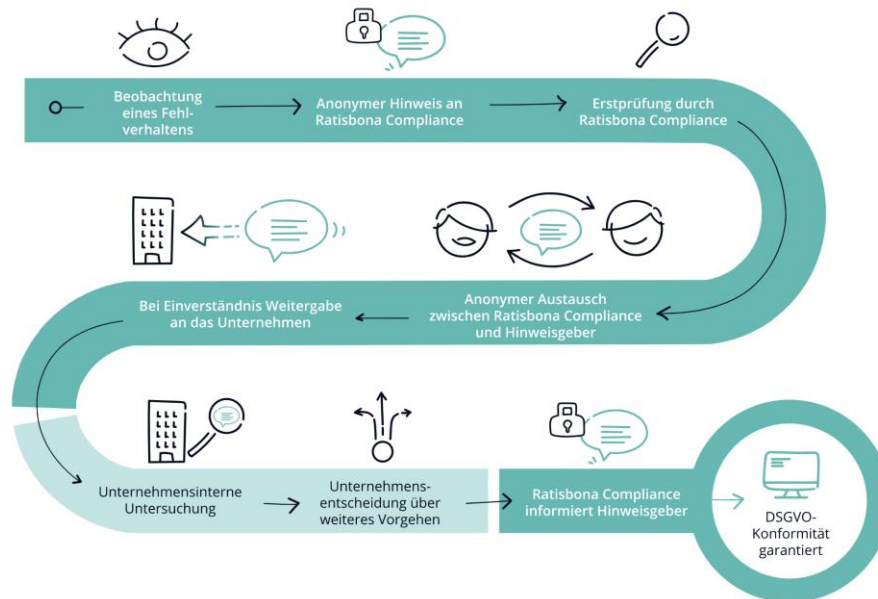 Beobachtung
eines Fehl-
verhaltens
Anonymer Hinweis an
Ratisbona Compliance
Erstprüfung durch
Ratisbona Compliance
Anonymer Austausch
zwischen Ratisbona Compliance
und Hinweisgeber
Bei Einverständnis Weitergabe
an das Unternehmen
Unternehmensinterne
Untersuchung
Unternehmens-
entscheidung über
weiteres Vorgehen
Ratisbona Compliance
informiert Hinweisgeber
DSGVO-
Konformität
garantiert